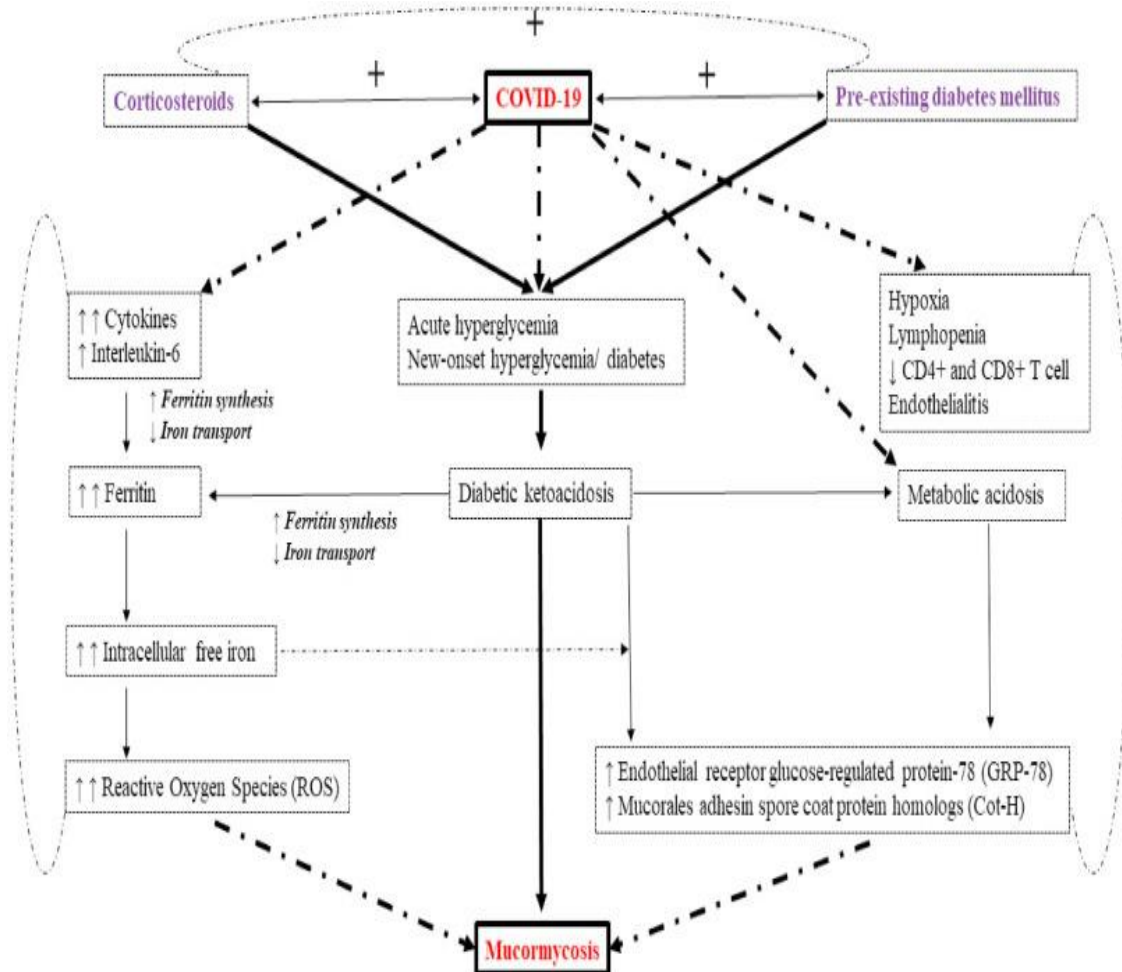 +
+
+
Corticosteroids
COVID-19
Pre-existing diabetes mellitus
↑ ↑ Cytokines
↑ Interleukin-6
Acute hyperglycemia
New-onset hyperglycemia/ diabetes
Hypoxia
Lymphopenia
↓ CD4+ and CD8+ T cell
Endothelialitis
↑ Ferritin synthesis
↓ Iron transport
↑ ↑ Ferritin
Diabetic ketoacidosis
Metabolic acidosis
↑ Ferritin synthesis
↓ Iron transport
↑ ↑ Intracellular free iron
↑ ↑ Reactive Oxygen Species (ROS)
↑ Endothelial receptor glucose-regulated protein-78 (GRP-78)
↑ Mucorales adhesin spore coat protein homologs (Cot-H)
Mucormycosis